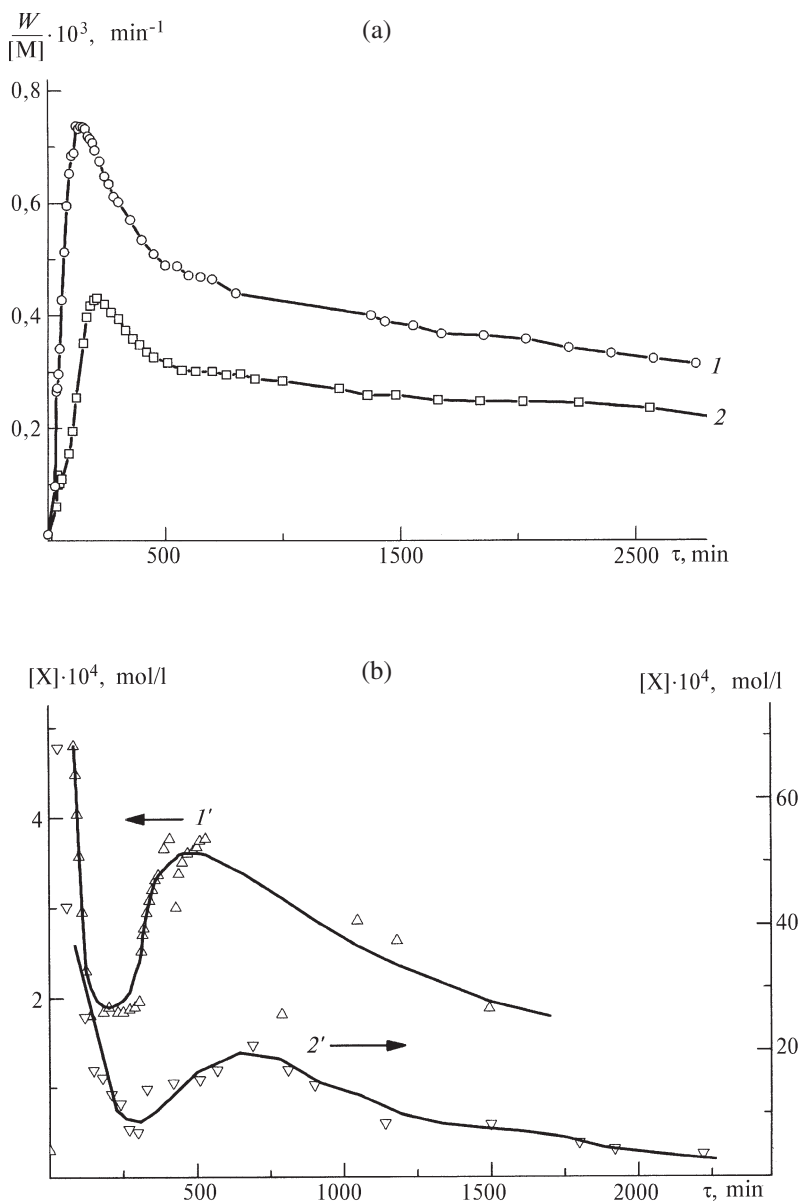 (a)
W/[M]·10³, min⁻¹
0,8
0,6
0,4
0,2
1
2
500 1500 2500 τ, min
(b)
[X]·10⁴, mol/l [X]·10⁴, mol/l
60
4 1′
40
2
2′ 20
500 1000 1500 2000 τ, min